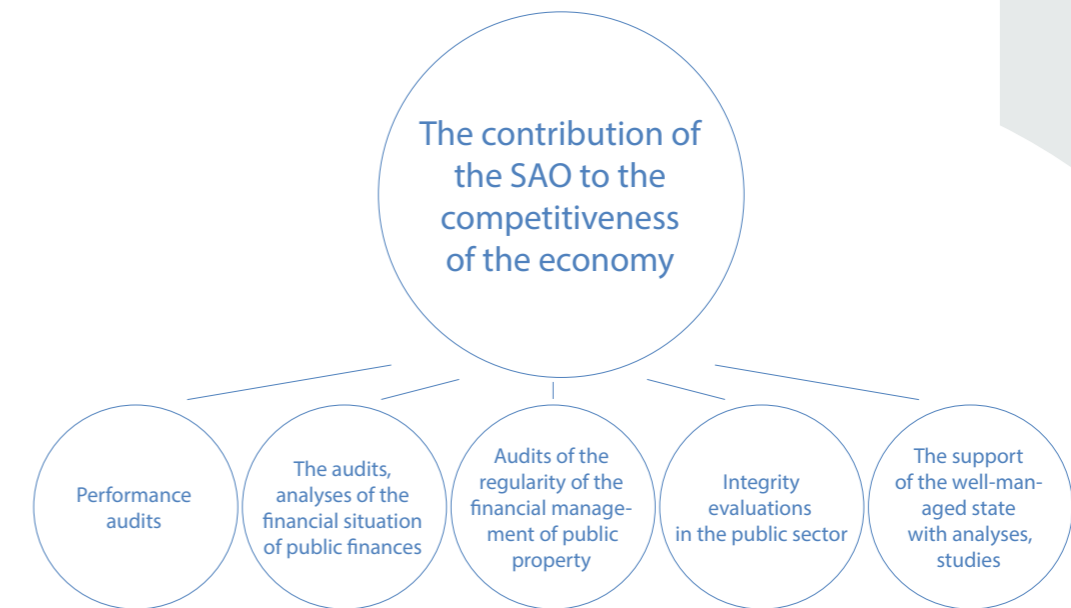 The contribution of
the SAO to the
competitiveness
of the economy
Performance
audits
The audits,
analyses of the
financial situation
of public finances
Audits of the
regularity of the
financial manage-
ment of public
property
Integrity
evaluations
in the public sector
The support
of the well-man-
aged state
with analyses,
studies